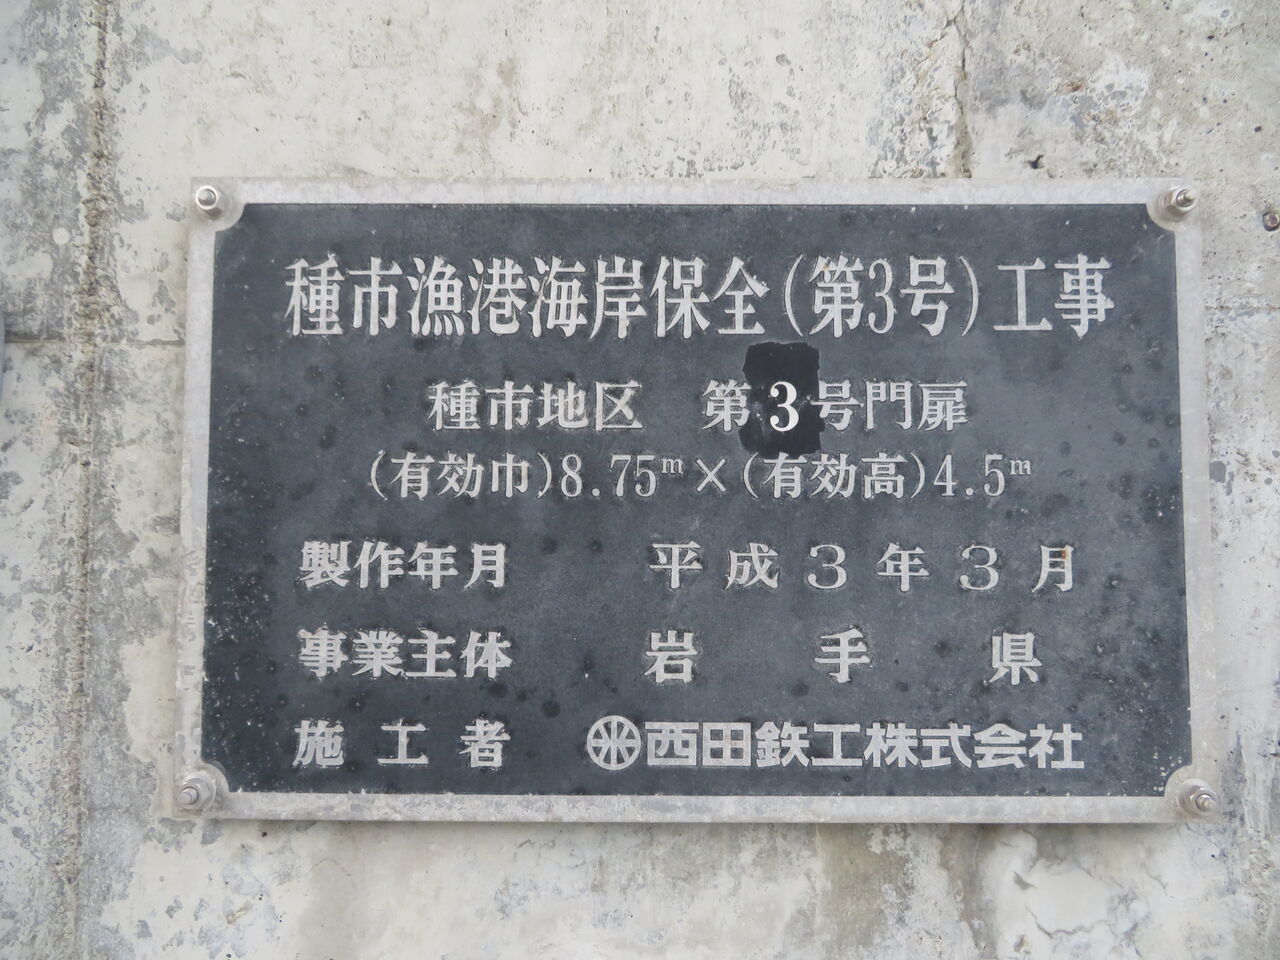 種市漁港海岸保全(第3号)工事
種市地区 第3号門扉
(有効巾)8.75m×(有効高)4.5m
製作年月 平成3年3月
事業主体 岩手県
施工者 西田鉄工株式会社